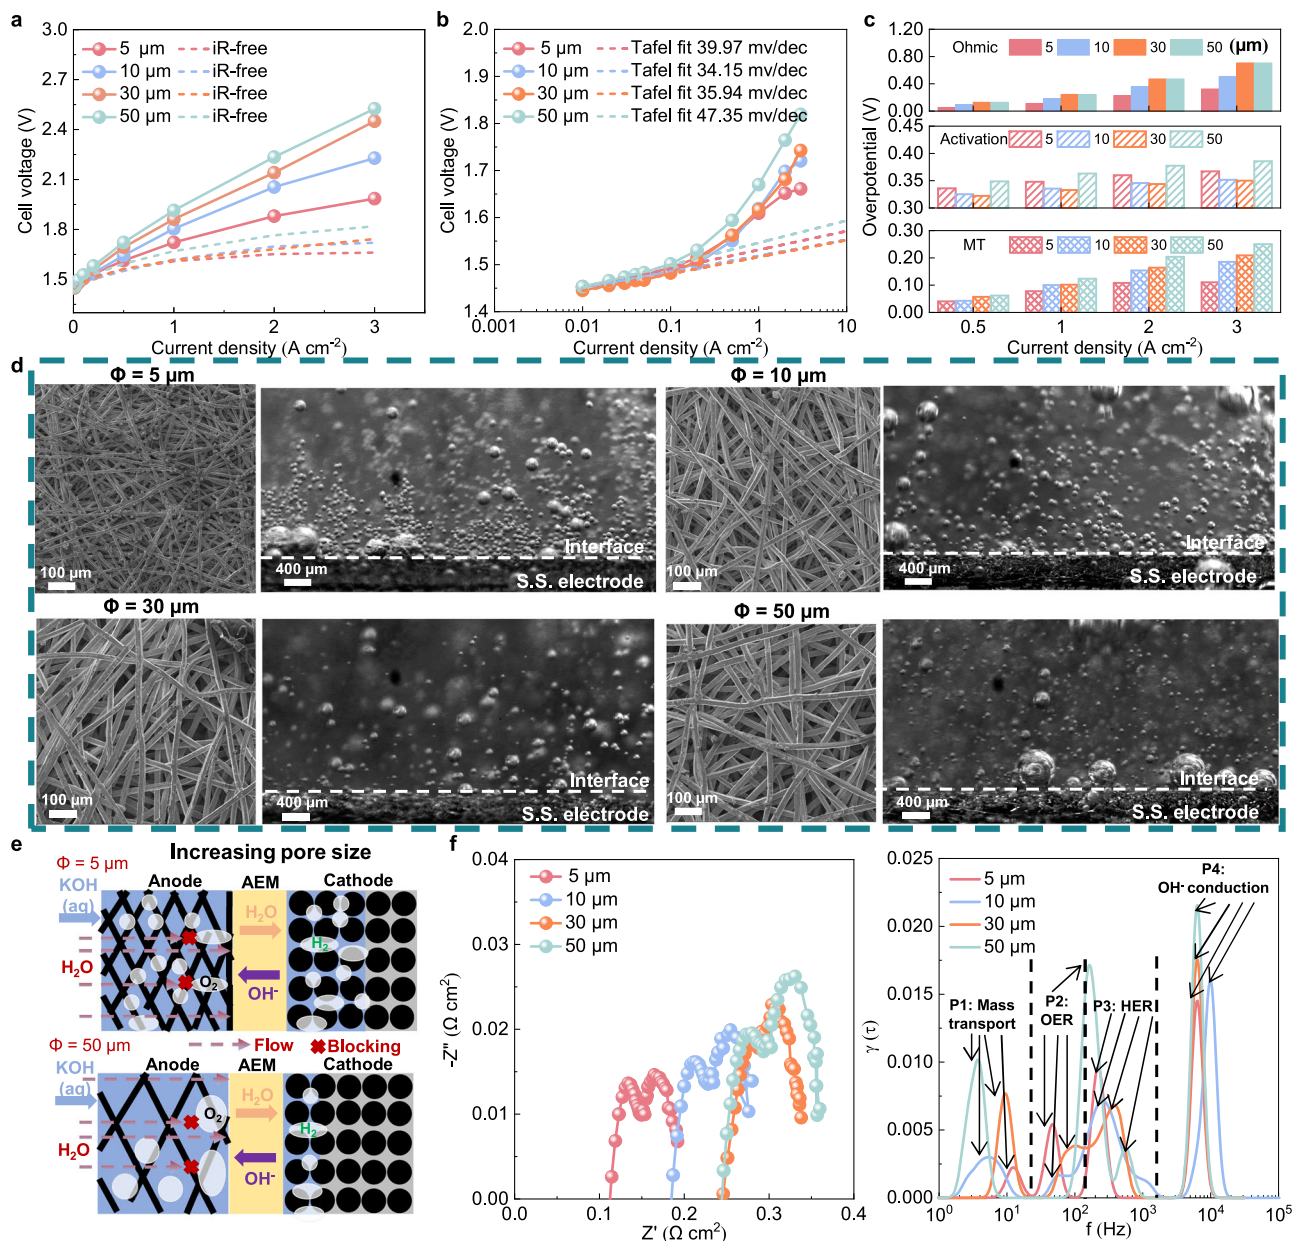 a
3.0
2.7
2.4
2.1
1.8
1.5
Cell voltage (V)
5 μm
10 μm
30 μm
50 μm
iR-free
iR-free
iR-free
iR-free
0
1
2
3
Current density (A cm⁻²)
b
2.0
1.9
1.8
1.7
1.6
1.5
1.4
Cell voltage (V)
5 μm
10 μm
30 μm
50 μm
Tafel fit 39.97 mv/dec
Tafel fit 34.15 mv/dec
Tafel fit 35.94 mv/dec
Tafel fit 47.35 mv/dec
0.001
0.01
0.1
1
10
Current density (A cm⁻²)
c
1.20
0.80
0.40
0.00
Ohmic 5 10 30 50 (μm)
0.45
0.40
0.35
0.30
Activation 5 10 30 50
0.30
0.20
0.10
0.00
MT 5 10 30 50
Overpotential (V)
0.5
1
2
3
Current density (A cm⁻²)
d
Φ = 5 μm
Φ = 10 μm
100 μm
400 μm
Interface
S.S. electrode
100 μm
400 μm
Interface
S.S. electrode
Φ = 30 μm
Φ = 50 μm
100 μm
400 μm
Interface
S.S. electrode
100 μm
400 μm
Interface
S.S. electrode
e
Increasing pore size
Φ = 5 μm
Anode
AEM
Cathode
KOH
(aq)
H₂O
H₂
H₂O
O₂
OH⁻
Φ = 50 μm
Flow
Blocking
Anode
AEM
Cathode
KOH
(aq)
H₂O
O₂
H₂
H₂O
OH⁻
f
0.04
0.03
0.02
0.01
0.00
-Z'' (Ω cm²)
5 μm
10 μm
30 μm
50 μm
0.0
0.1
0.2
0.3
0.4
Z' (Ω cm²)
0.025
0.020
0.015
0.010
0.005
0.000
γ (τ)
5 μm
10 μm
30 μm
50 μm
P4:
OH⁻ conduction
P1: Mass
transport
P2:
OER
P3: HER
10⁰
10¹
10²
10³
10⁴
10⁵
f (Hz)